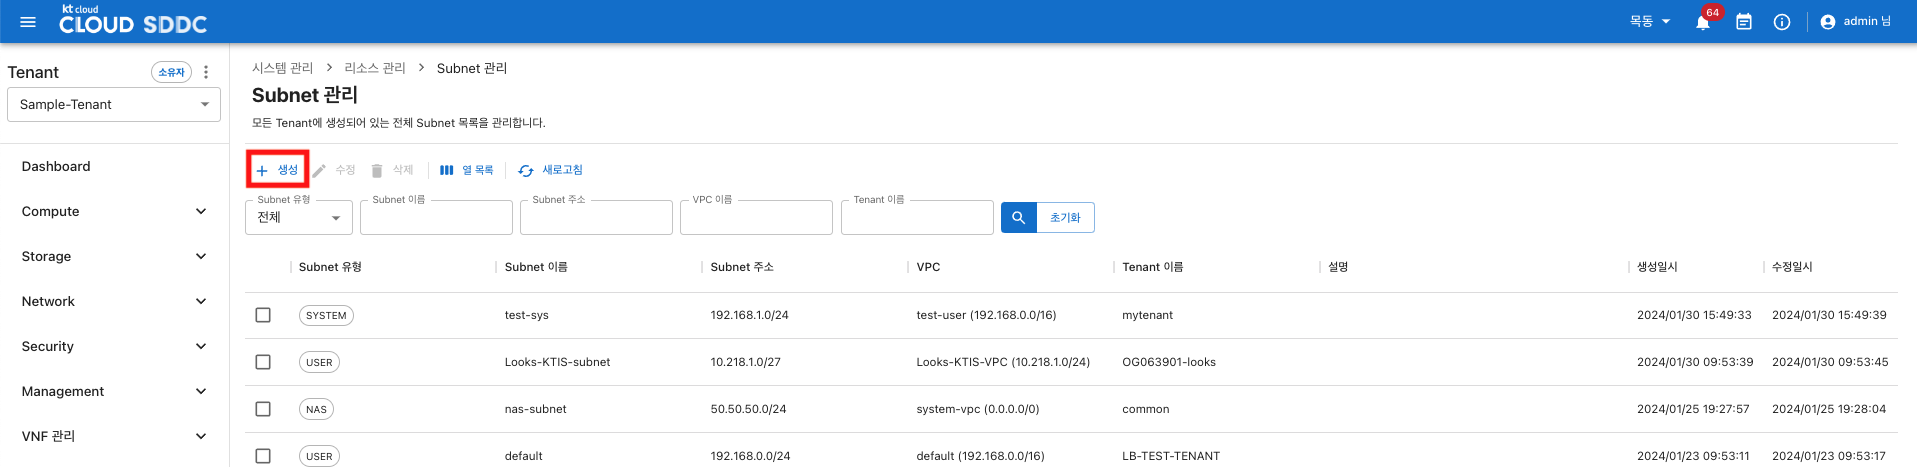 kt cloud
CLOUD SDDC
목동
64
admin 님
Tenant
소유자
Sample-Tenant
Dashboard
Compute
Storage
Network
Security
Management
VNF 관리
시스템 관리 > 리소스 관리 > Subnet 관리
Subnet 관리
모든 Tenant에 생성되어 있는 전체 Subnet 목록을 관리합니다.
+ 생성 수정 삭제 열 목록 새로고침
Subnet 유형 Subnet 이름 Subnet 주소 VPC 이름 Tenant 이름
전체 초기화
Subnet 유형 Subnet 이름 Subnet 주소 VPC Tenant 이름 설명 생성일시 수정일시
SYSTEM test-sys 192.168.1.0/24 test-user (192.168.0.0/16) mytenant 2024/01/30 15:49:33 2024/01/30 15:49:39
USER Looks-KTIS-subnet 10.218.1.0/27 Looks-KTIS-VPC (10.218.1.0/24) OG063901-looks 2024/01/30 09:53:39 2024/01/30 09:53:45
NAS nas-subnet 50.50.50.0/24 system-vpc (0.0.0.0/0) common 2024/01/25 19:27:57 2024/01/25 19:28:04
USER default 192.168.0.0/24 default (192.168.0.0/16) LB-TEST-TENANT 2024/01/23 09:53:11 2024/01/23 09:53:17